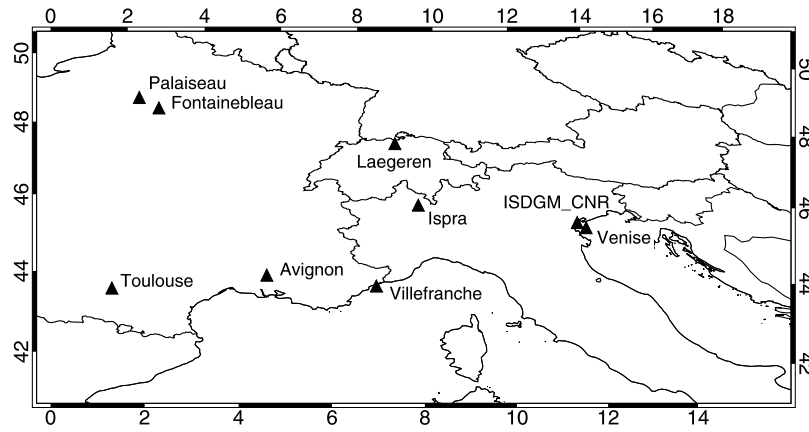 0 2 4 6 8 10 12 14 16 18
50
50
Palaiseau
Fontainebleau
48
48
Laegeren
46
ISDGM_CNR
46
Ispra
Venise
44
Avignon
Toulouse
Villefranche
44
42
42
0 2 4 6 8 10 12 14